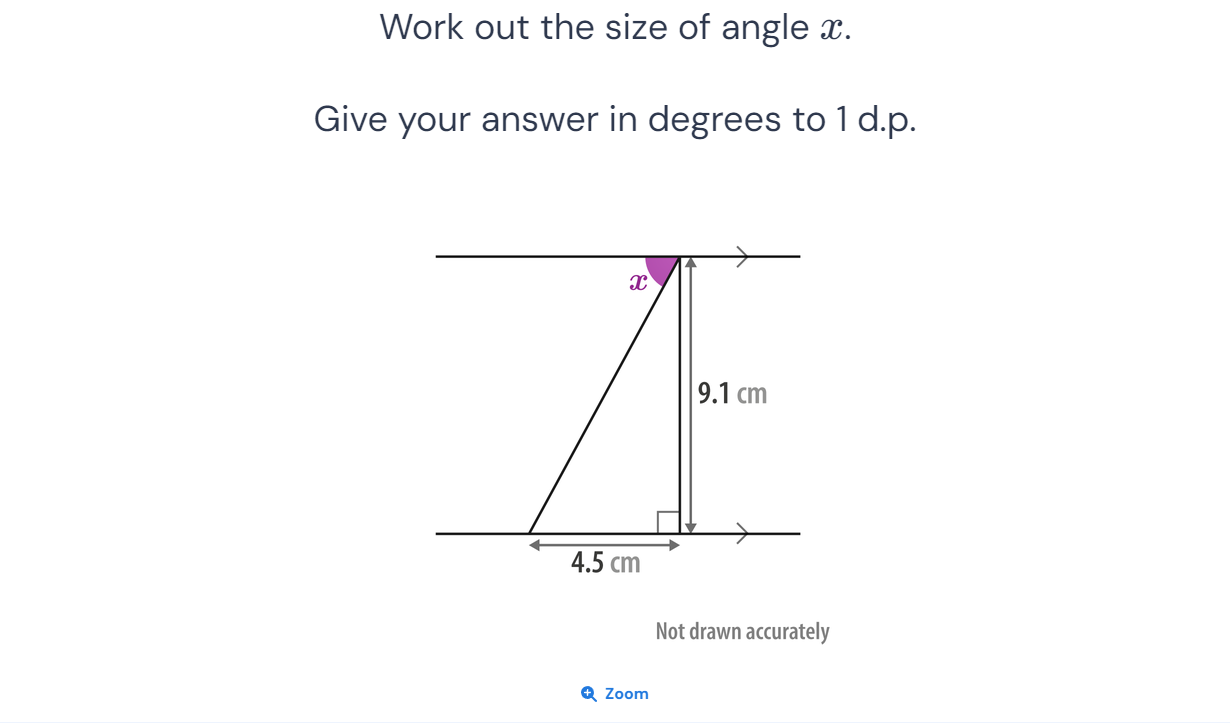 Work out the size of angle x.
Give your answer in degrees to 1 d.p.
x
9.1 cm
4.5 cm
Not drawn accurately
Zoom